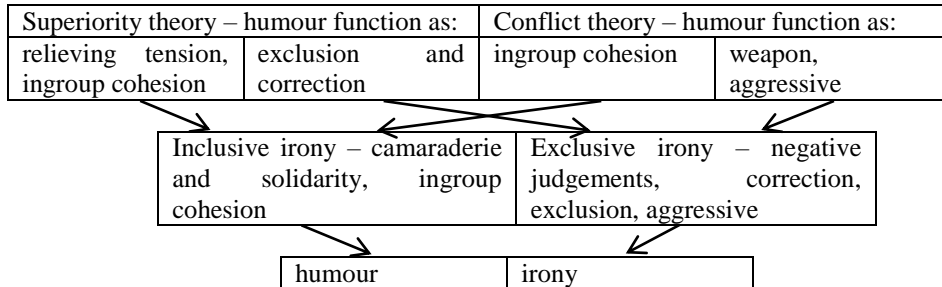 Superiority theory – humour function as:
Conflict theory – humour function as:
relieving tension,
ingroup cohesion
exclusion and
correction
ingroup cohesion
weapon,
aggressive
Inclusive irony – camaraderie
and solidarity, ingroup
cohesion
Exclusive irony – negative
judgements, correction,
exclusion, aggressive
humour
irony